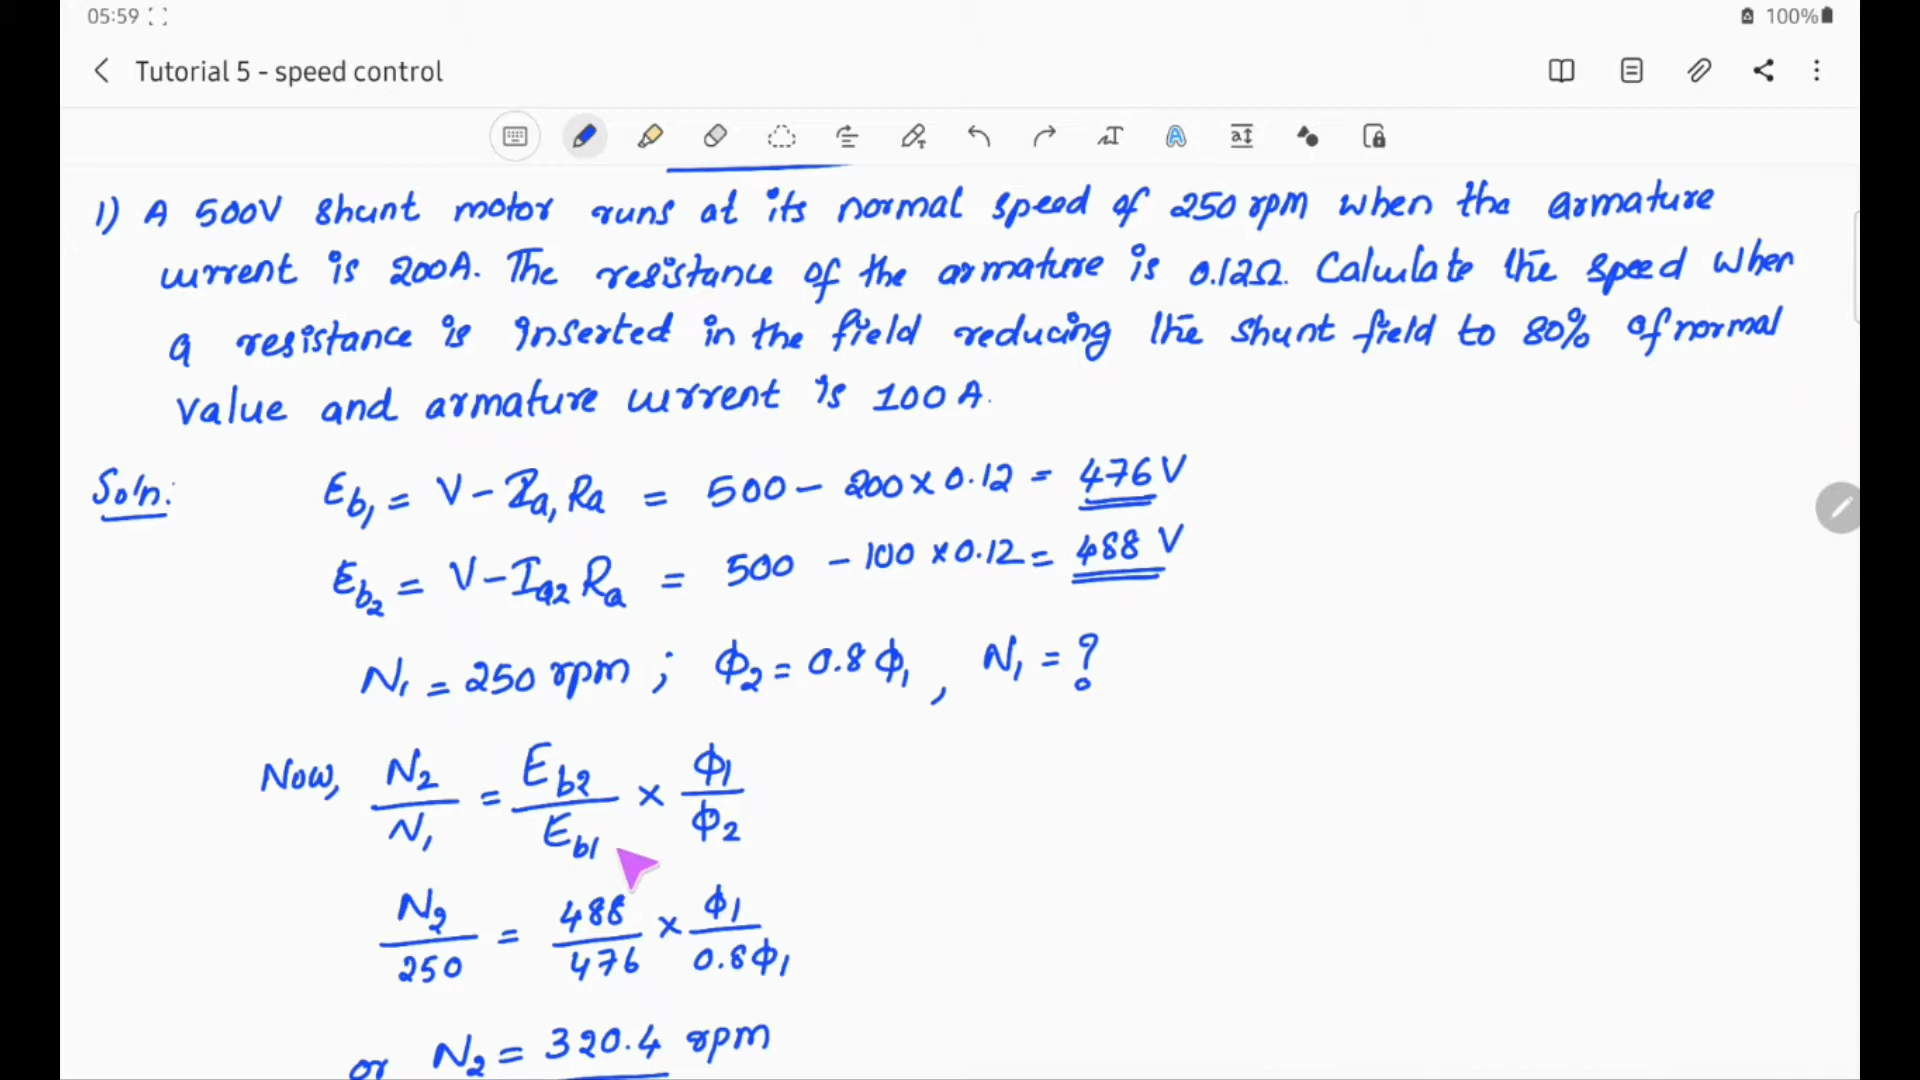 05:59
100%
Tutorial 5 - speed control
1) A 500V shunt motor runs at its normal speed of 250 rpm when the armature
current is 200A. The resistance of the armature is 0.12Ω. Calculate the speed when
a resistance is inserted in the field reducing the shunt field to 80% of normal
value and armature current is 100 A.
Soln: Eb1 = V - Ia1 Ra = 500 - 200 x 0.12 = 476 V
Eb2 = V - Ia2 Ra = 500 - 100 x 0.12 = 488 V
N1 = 250 rpm ; Φ2 = 0.8 Φ1 , N1 = ?
Now, N2/N1 = Eb2/Eb1 x Φ1/Φ2
N2/250 = 488/476 x Φ1/0.8Φ1
or N2 = 320.4 rpm